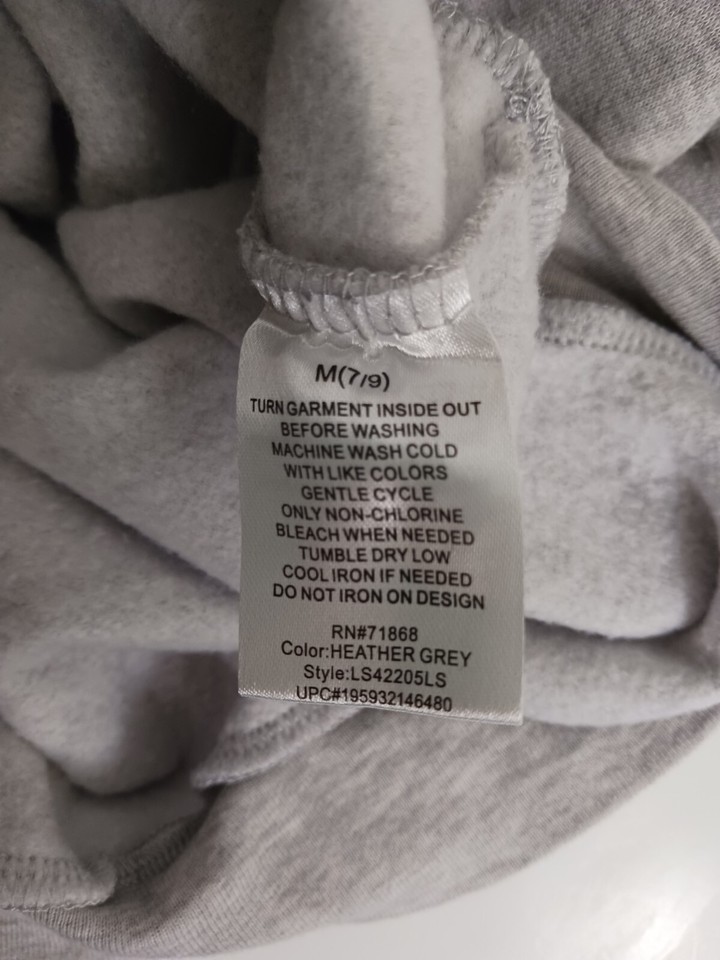 M(7/9)
TURN GARMENT INSIDE OUT
BEFORE WASHING
MACHINE WASH COLD
WITH LIKE COLORS
GENTLE CYCLE
ONLY NON-CHLORINE
BLEACH WHEN NEEDED
TUMBLE DRY LOW
COOL IRON IF NEEDED
DO NOT IRON ON DESIGN
RN#71868
Color:HEATHER GREY
Style:LS42205LS
UPC#195932146480